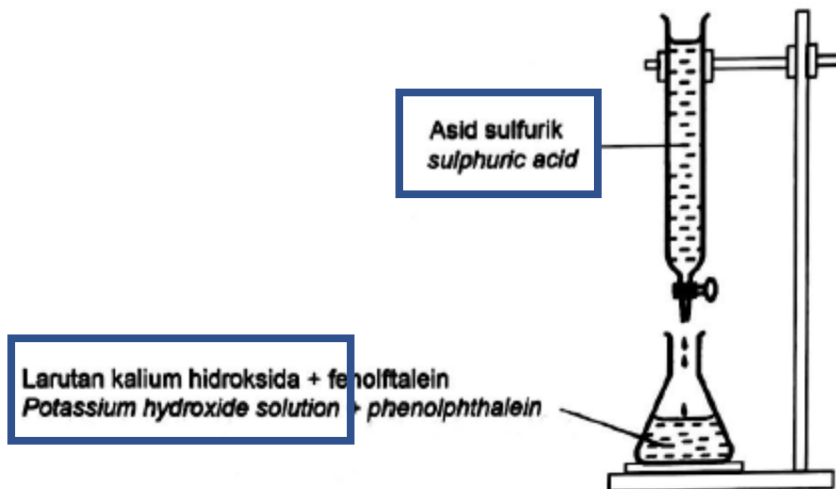 Asid sulfurik
sulphuric acid
Larutan kalium hidroksida + fenolftalein
Potassium hydroxide solution + phenolphthalein